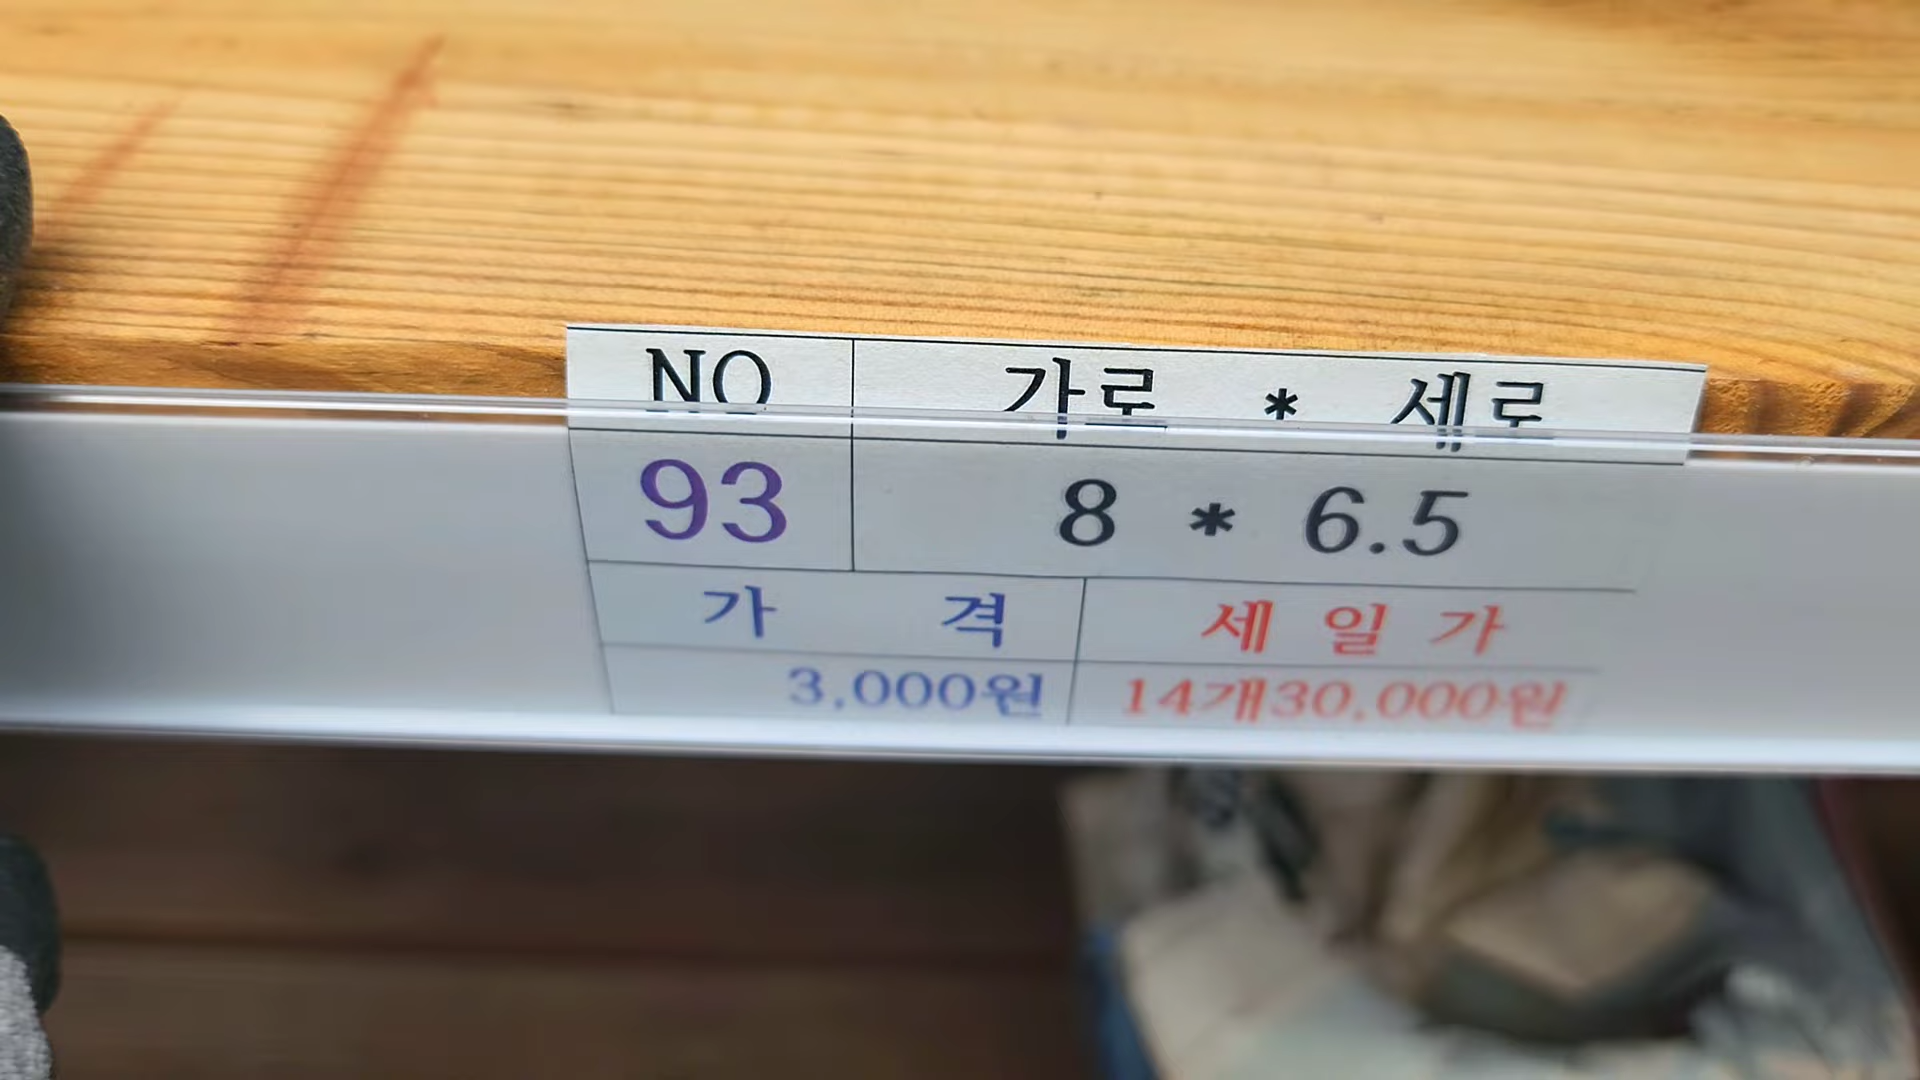 NO 가로 * 세로
93 8 * 6.5
가 격 세 일 가
3,000원 14개30,000원